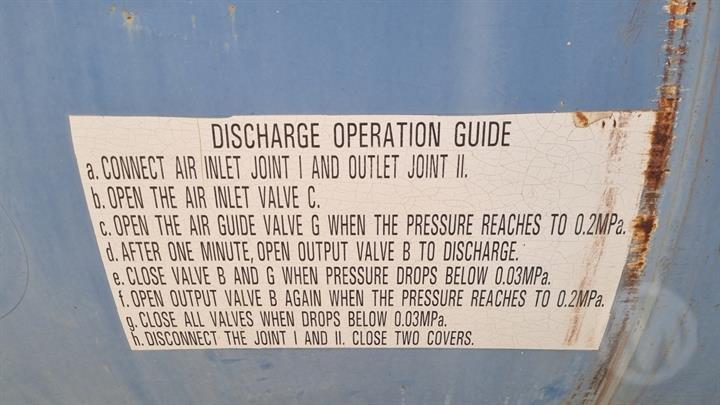 DISCHARGE OPERATION GUIDE
a. CONNECT AIR INLET JOINT I AND OUTLET JOINT II.
b. OPEN THE AIR INLET VALVE C.
c. OPEN THE AIR GUIDE VALVE G WHEN THE PRESSURE REACHES TO 0.2MPa.
d. AFTER ONE MINUTE, OPEN OUTPUT VALVE B TO DISCHARGE.
e. CLOSE VALVE B AND G WHEN PRESSURE DROPS BELOW 0.03MPa.
f. OPEN OUTPUT VALVE B AGAIN WHEN THE PRESSURE REACHES TO 0.2MPa.
g. CLOSE ALL VALVES WHEN DROPS BELOW 0.03MPa.
h. DISCONNECT THE JOINT I AND II. CLOSE TWO COVERS.